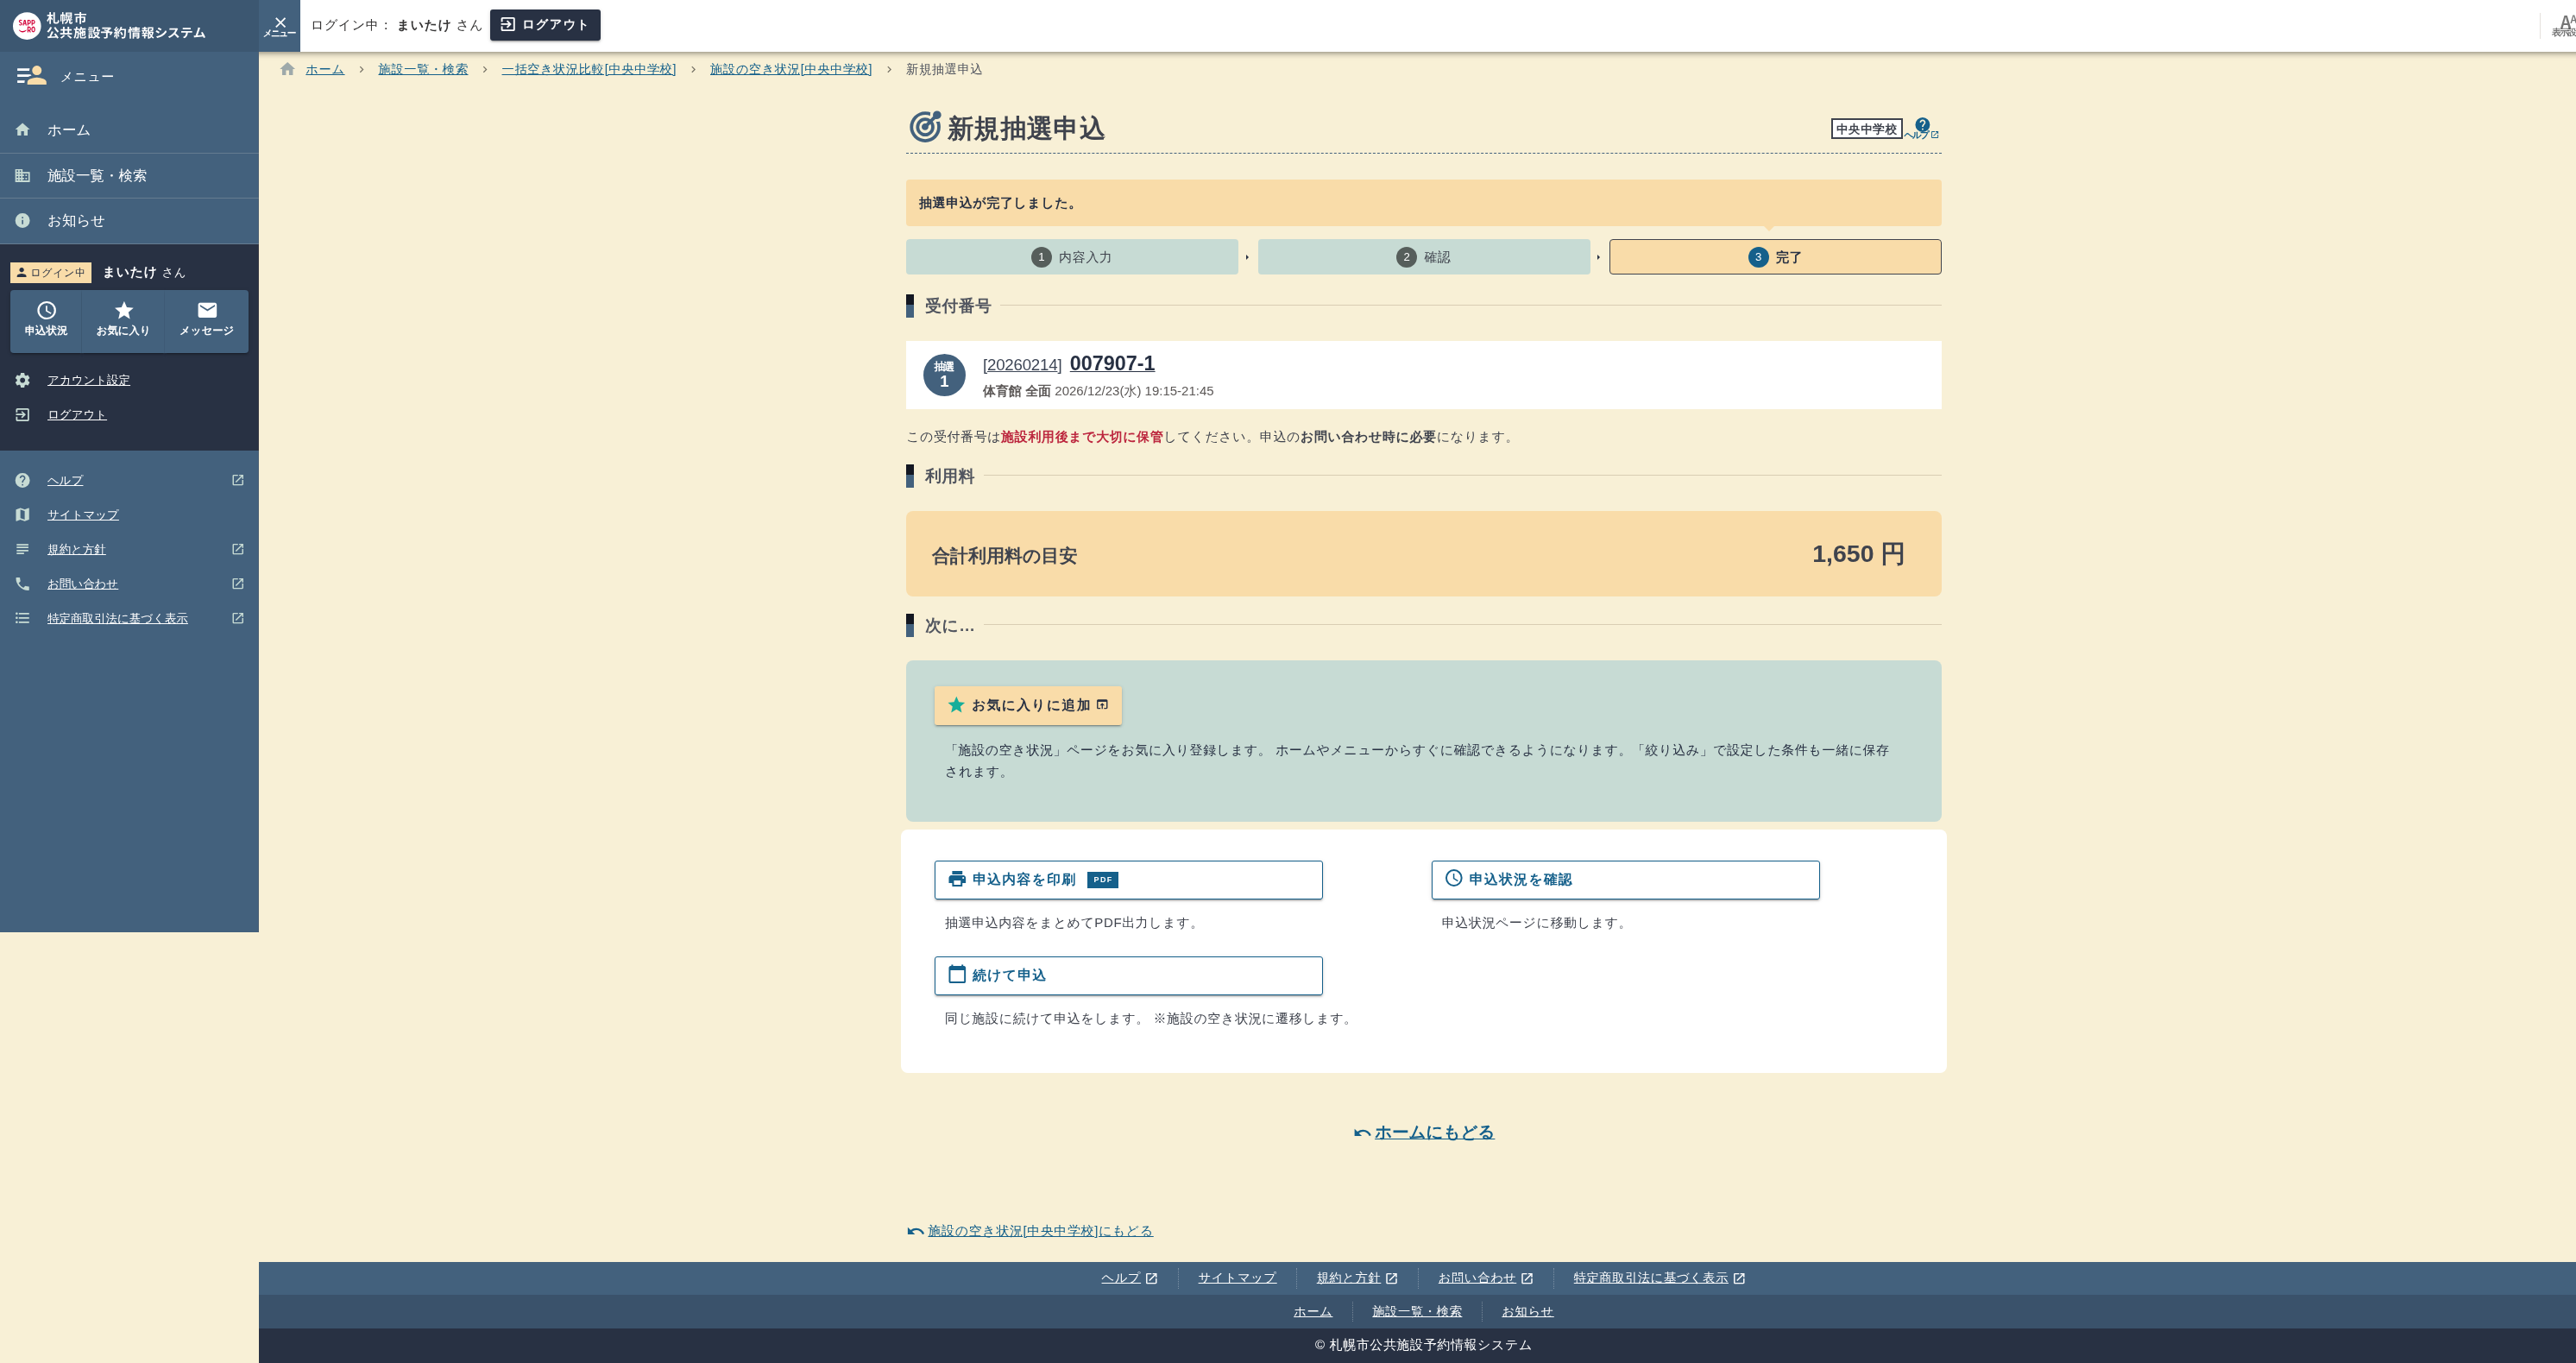 札幌市
公共施設予約情報システム
メニュー
ログイン中： まいたけ さん
ログアウト
メニュー
ホーム
施設一覧・検索
お知らせ
ログイン中 まいたけ さん
申込状況 お気に入り メッセージ
アカウント設定
ログアウト
ヘルプ
サイトマップ
規約と方針
お問い合わせ
特定商取引法に基づく表示
ホーム 施設一覧・検索 一括空き状況比較[中央中学校] 施設の空き状況[中央中学校] 新規抽選申込
新規抽選申込
中央中学校 ヘルプ
抽選申込が完了しました。
1 内容入力 2 確認 3 完了
受付番号
抽選
1
[20260214] 007907-1
体育館 全面 2026/12/23(水) 19:15-21:45
この受付番号は施設利用後まで大切に保管してください。申込のお問い合わせ時に必要になります。
利用料
合計利用料の目安 1,650 円
次に…
お気に入りに追加
「施設の空き状況」ページをお気に入り登録します。 ホームやメニューからすぐに確認できるようになります。「絞り込み」で設定した条件も一緒に保存
されます。
申込内容を印刷 PDF
抽選申込内容をまとめてPDF出力します。
申込状況を確認
申込状況ページに移動します。
続けて申込
同じ施設に続けて申込をします。 ※施設の空き状況に遷移します。
ホームにもどる
施設の空き状況[中央中学校]にもどる
ヘルプ サイトマップ 規約と方針 お問い合わせ 特定商取引法に基づく表示
ホーム 施設一覧・検索 お知らせ
© 札幌市公共施設予約情報システム